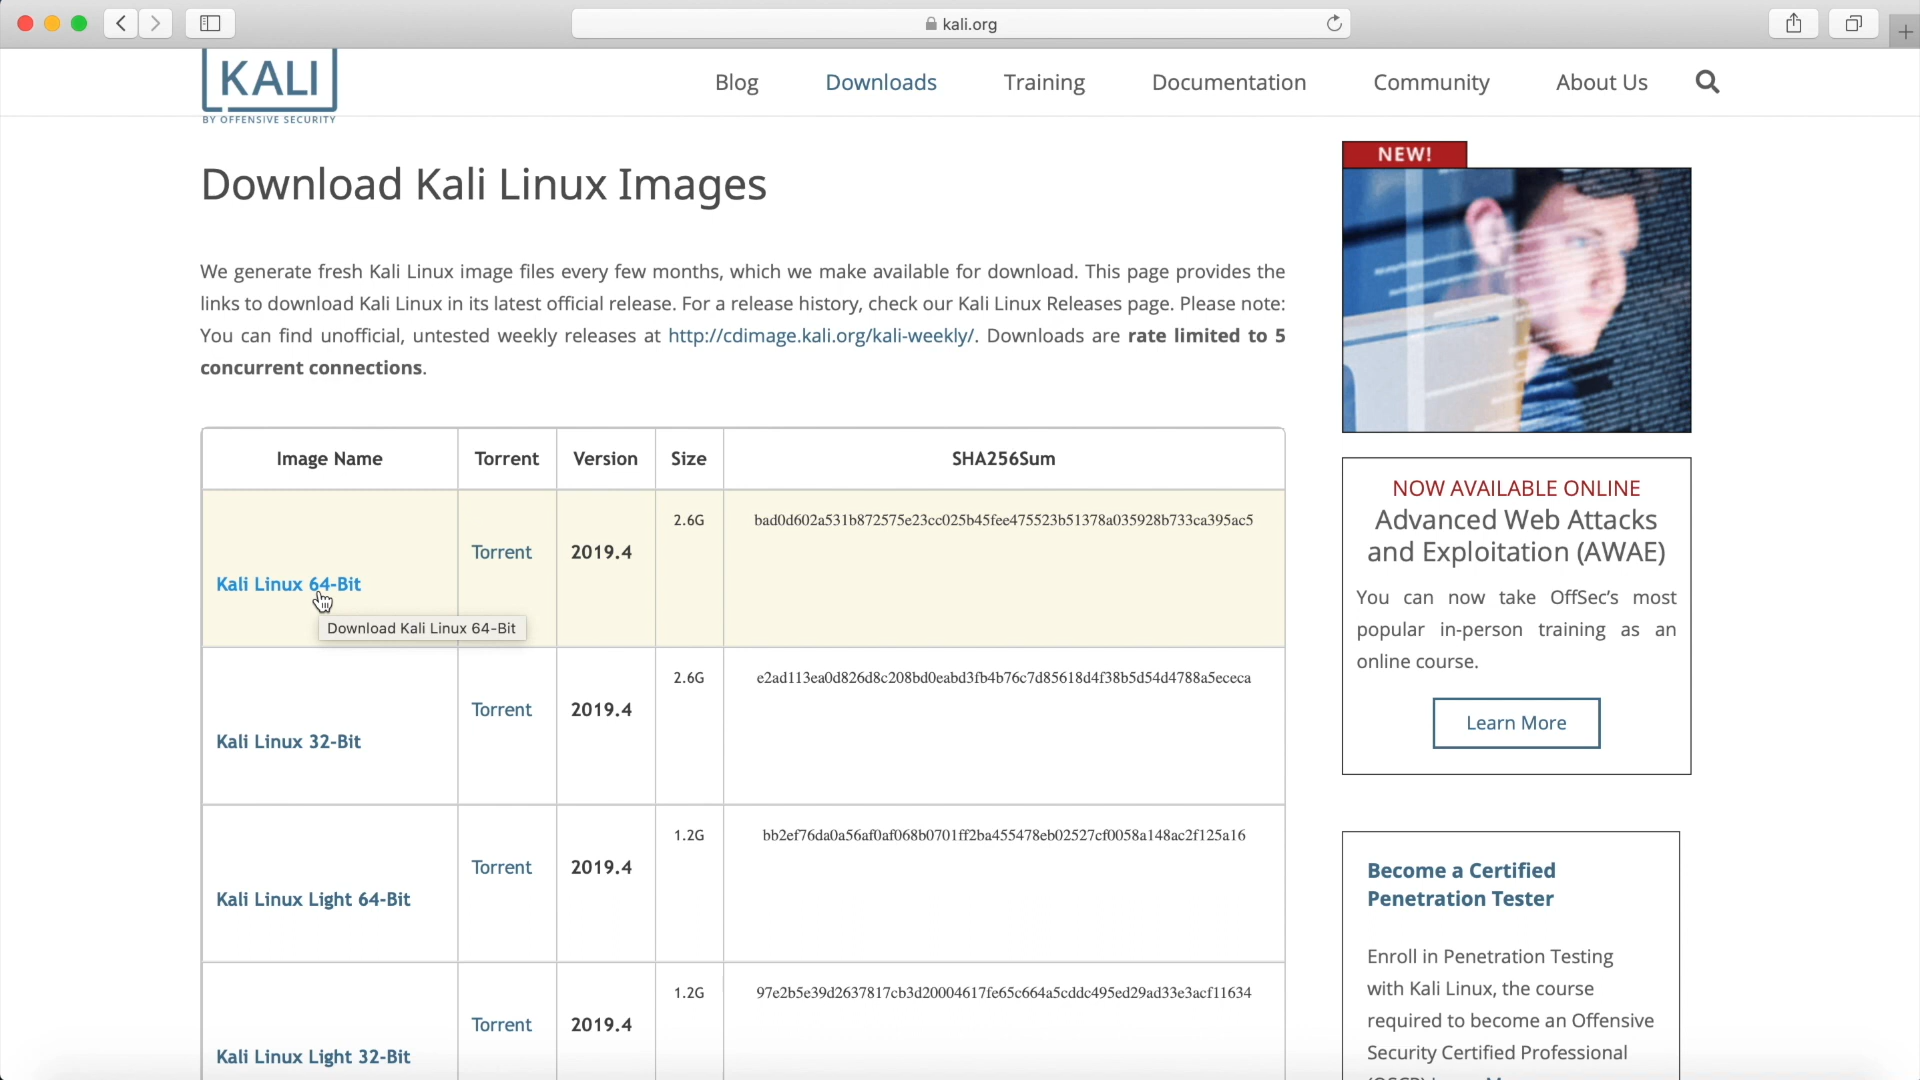 kali.org
KALI
BY OFFENSIVE SECURITY
Blog
Downloads
Training
Documentation
Community
About Us
Download Kali Linux Images
We generate fresh Kali Linux image files every few months, which we make available for download. This page provides the
links to download Kali Linux in its latest official release. For a release history, check our Kali Linux Releases page. Please note:
You can find unofficial, untested weekly releases at http://cdimage.kali.org/kali-weekly/. Downloads are rate limited to 5
concurrent connections.
Image Name
Torrent
Version
Size
SHA256Sum
Kali Linux 64-Bit
Torrent
2019.4
2.6G
bad0d602a531b872575e23cc025b45fee475523b51378a035928b733ca395ac5
Download Kali Linux 64-Bit
Kali Linux 32-Bit
Torrent
2019.4
2.6G
e2ad113ea0d826d8c208bd0eabd3fb4b76c7d85618d4f38b5d54d4788a5ececa
Kali Linux Light 64-Bit
Torrent
2019.4
1.2G
bb2ef76da0a56af0af068b0701ff2ba455478eb02527cf0058a148ac2f125a16
Kali Linux Light 32-Bit
Torrent
2019.4
1.2G
97e2b5e39d2637817cb3d20004617fe65c664a5cddc495ed29ad33e3acf11634
NEW!
NOW AVAILABLE ONLINE
Advanced Web Attacks
and Exploitation (AWAE)
You can now take OffSec’s most
popular in-person training as an
online course.
Learn More
Become a Certified
Penetration Tester
Enroll in Penetration Testing
with Kali Linux, the course
required to become an Offensive
Security Certified Professional